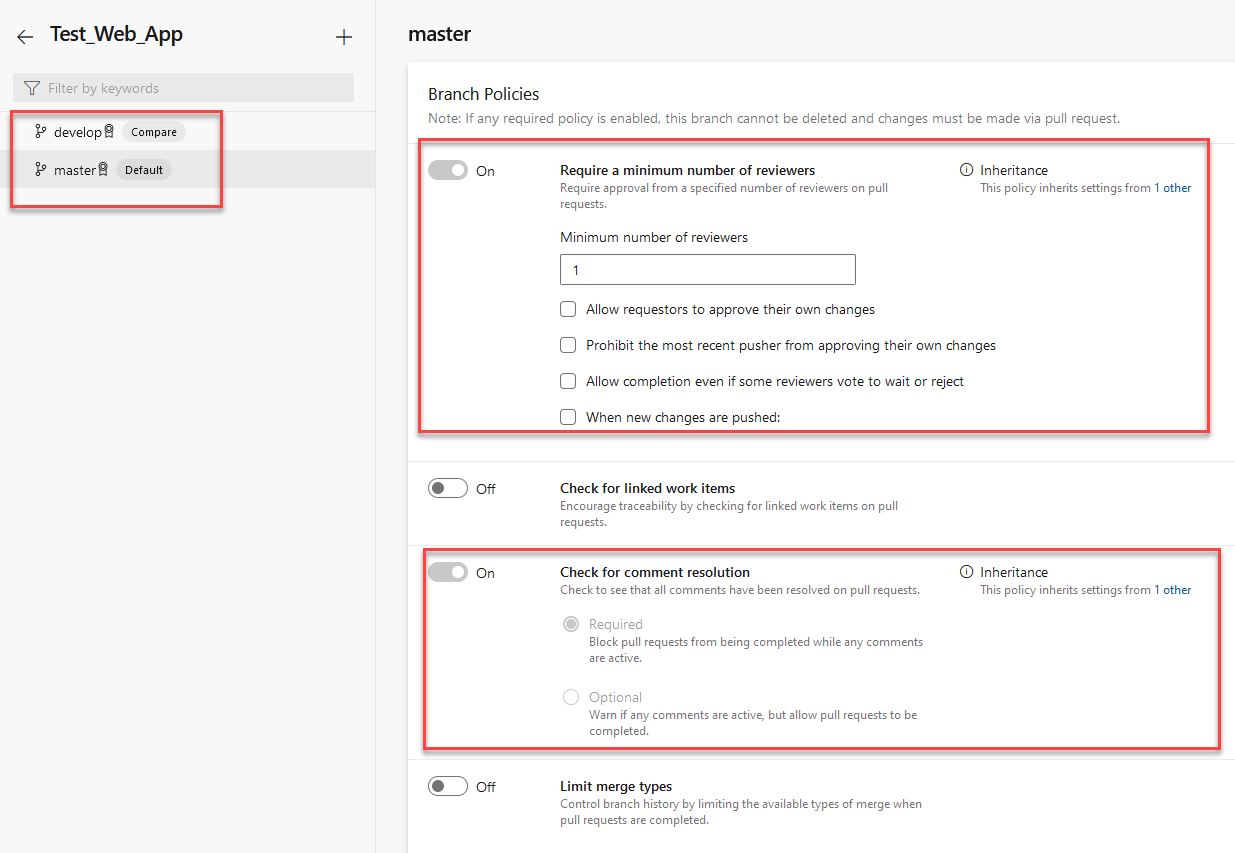 Test_Web_App
Filter by keywords
develop Compare
master Default
master
Branch Policies
Note: If any required policy is enabled, this branch cannot be deleted and changes must be made via pull request.
On
Require a minimum number of reviewers
Require approval from a specified number of reviewers on pull
requests.
Inheritance
This policy inherits settings from 1 other
Minimum number of reviewers
1
Allow requestors to approve their own changes
Prohibit the most recent pusher from approving their own changes
Allow completion even if some reviewers vote to wait or reject
When new changes are pushed:
Off
Check for linked work items
Encourage traceability by checking for linked work items on pull
requests.
On
Check for comment resolution
Check to see that all comments have been resolved on pull requests.
Inheritance
This policy inherits settings from 1 other
Required
Block pull requests from being completed while any comments
are active.
Optional
Warn if any comments are active, but allow pull requests to be
completed.
Off
Limit merge types
Control branch history by limiting the available types of merge when
pull requests are completed.